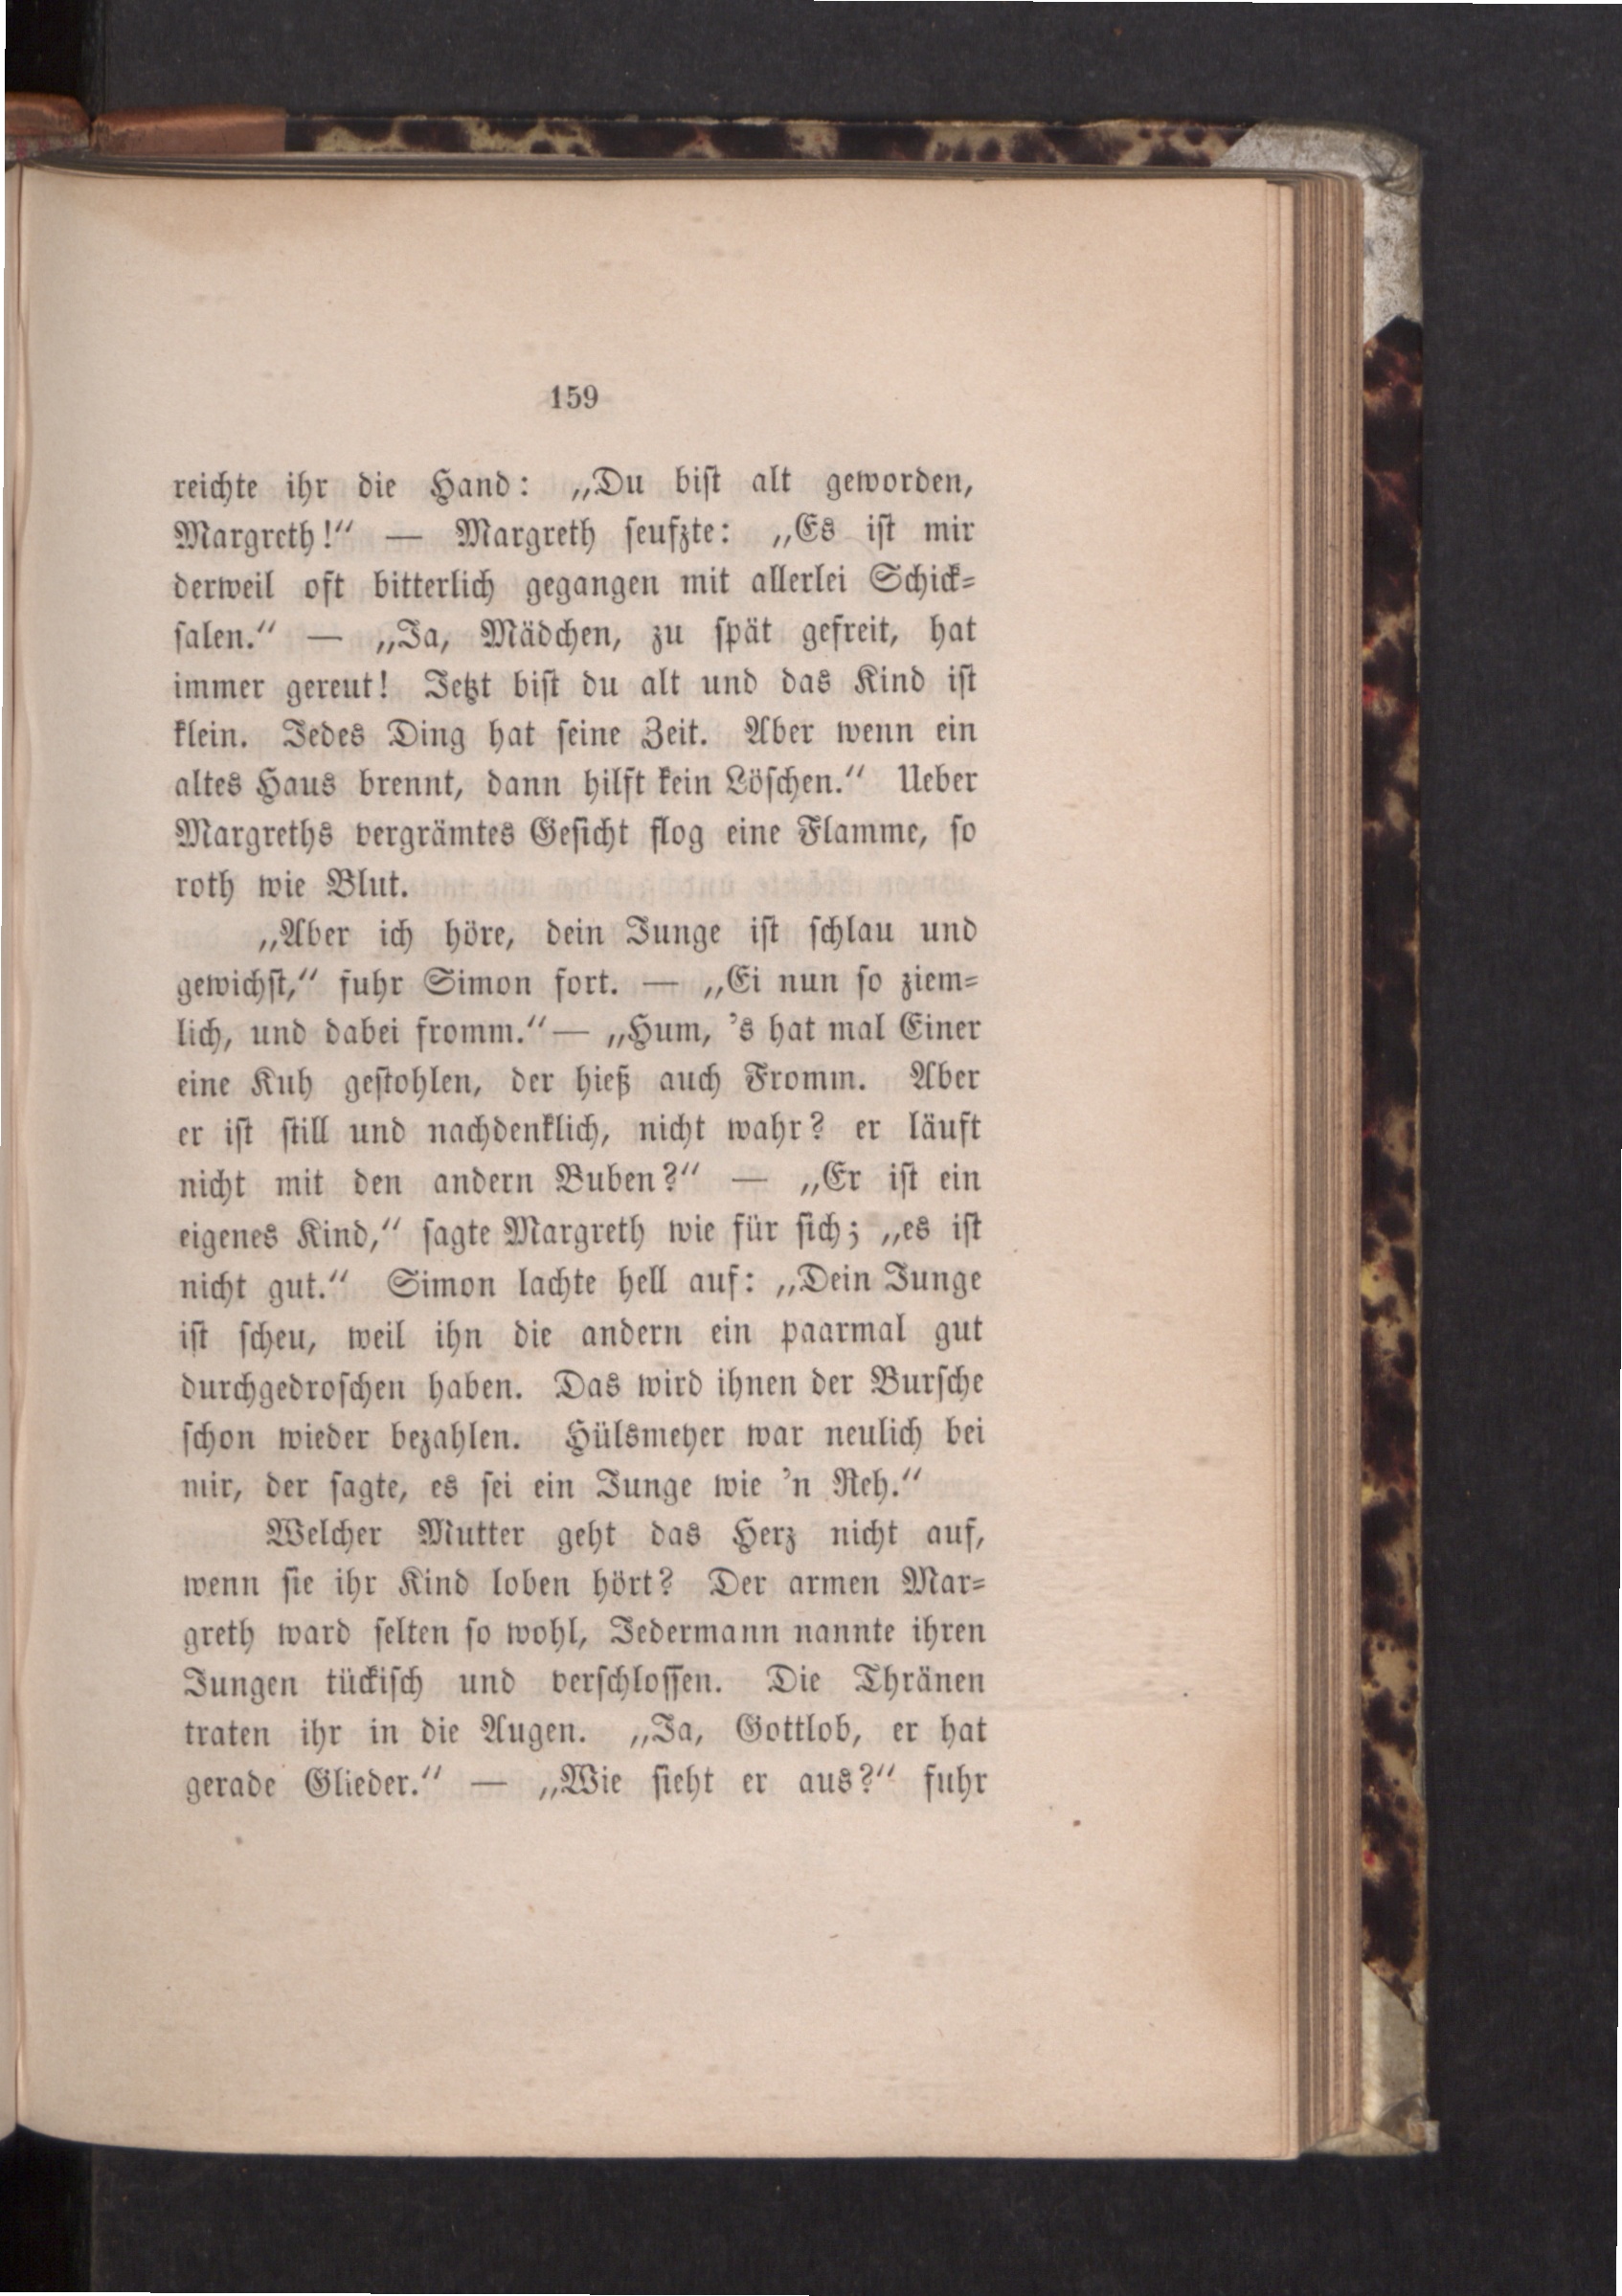 159
reichte ihr die Hand: „Du bist alt geworden,
Margreth!“ — Margreth seufzte: „Es ist mir
derweil oft bitterlich gegangen mit allerlei Schick-
salen.“ — „Ja, Mädchen, zu spät gefreit, hat
immer gereut! Jetzt bist du alt und das Kind ist
klein. Jedes Ding hat seine Zeit. Aber wenn ein
altes Haus brennt, dann hilft kein Löschen.“ Ueber
Margreths vergrämtes Gesicht flog eine Flamme, so
roth wie Blut.
„Aber ich höre, dein Junge ist schlau und
gewichst,“ fuhr Simon fort. — „Ei nun so ziem-
lich, und dabei fromm.“ — „Hum, ’s hat mal Einer
eine Kuh gestohlen, der hieß auch Fromm. Aber
er ist still und nachdenklich, nicht wahr? er läuft
nicht mit den andern Buben?“ — „Er ist ein
eigenes Kind,“ sagte Margreth wie für sich; „es ist
nicht gut.“ Simon lachte hell auf: „Dein Junge
ist scheu, weil ihn die andern ein paarmal gut
durchgedroschen haben. Das wird ihnen der Bursche
schon wieder bezahlen. Hülsmeyer war neulich bei
mir, der sagte, es sei ein Junge wie ’n Reh.“
Welcher Mutter geht das Herz nicht auf,
wenn sie ihr Kind loben hört? Der armen Mar-
greth ward selten so wohl, Jedermann nannte ihren
Jungen tückisch und verschlossen. Die Thränen
traten ihr in die Augen. „Ja, Gottlob, er hat
gerade Glieder.“ — „Wie sieht er aus?“ fuhr